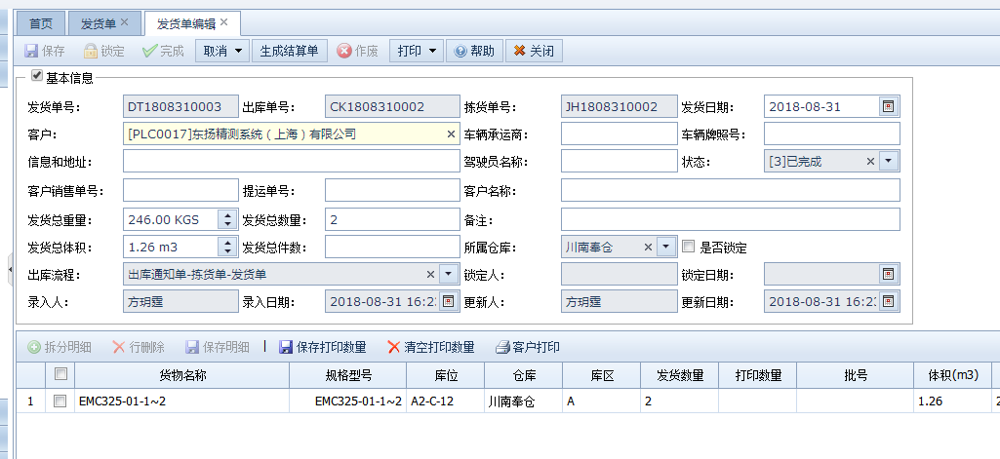 首页 发货单 发货单编辑
保存 锁定 完成 取消 生成结算单 作废 打印 帮助 关闭
基本信息
发货单号: DT1808310003 出库单号: CK1808310002 拣货单号: JH1808310002 发货日期: 2018-08-31
客户: [PLC0017]东扬精测系统（上海）有限公司 车辆承运商: 车辆牌照号:
信息和地址: 驾驶员名称: 状态: [3]已完成
客户销售单号: 提运单号: 客户名称:
发货总重量: 246.00 KGS 发货总数量: 2 备注:
发货总体积: 1.26 m3 发货总件数: 所属仓库: 川南奉仓 是否锁定
出库流程: 出库通知单-拣货单-发货单 锁定人: 锁定日期:
录入人: 方玥霆 录入日期: 2018-08-31 16:2 更新人: 方玥霆 更新日期: 2018-08-31 16:2
拆分明细 行删除 保存明细 保存打印数量 清空打印数量 客户打印
货物名称 规格型号 库位 仓库 库区 发货数量 打印数量 批号 体积(m3)
1 EMC325-01-1~2 EMC325-01-1~2 A2-C-12 川南奉仓 A 2 1.26